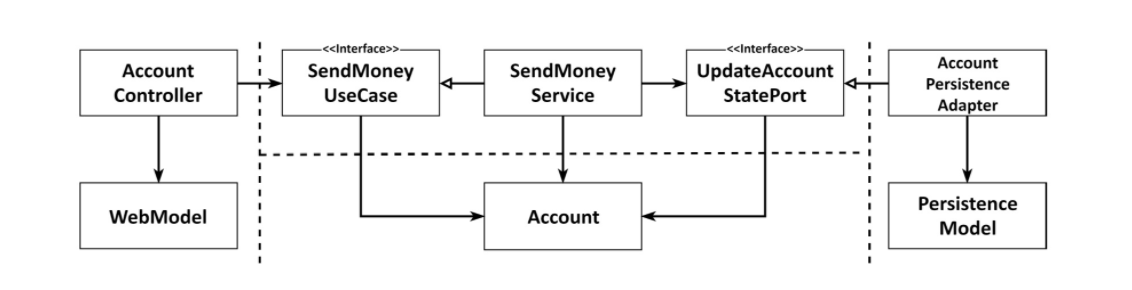 Account
Controller
<<Interface>>
SendMoney
UseCase
SendMoney
Service
<<Interface>>
UpdateAccount
StatePort
Account
Persistence
Adapter
WebModel
Account
Persistence
Model